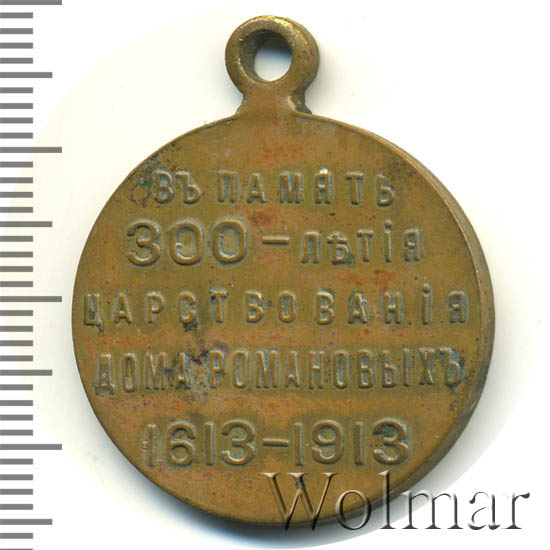 ВЪ ПАМЯТЬ
300-ЛѢТІЯ
ЦАРСТВОВАНІЯ
ДОМА РОМАНОВЫХЪ
1613-1913
Wolmar